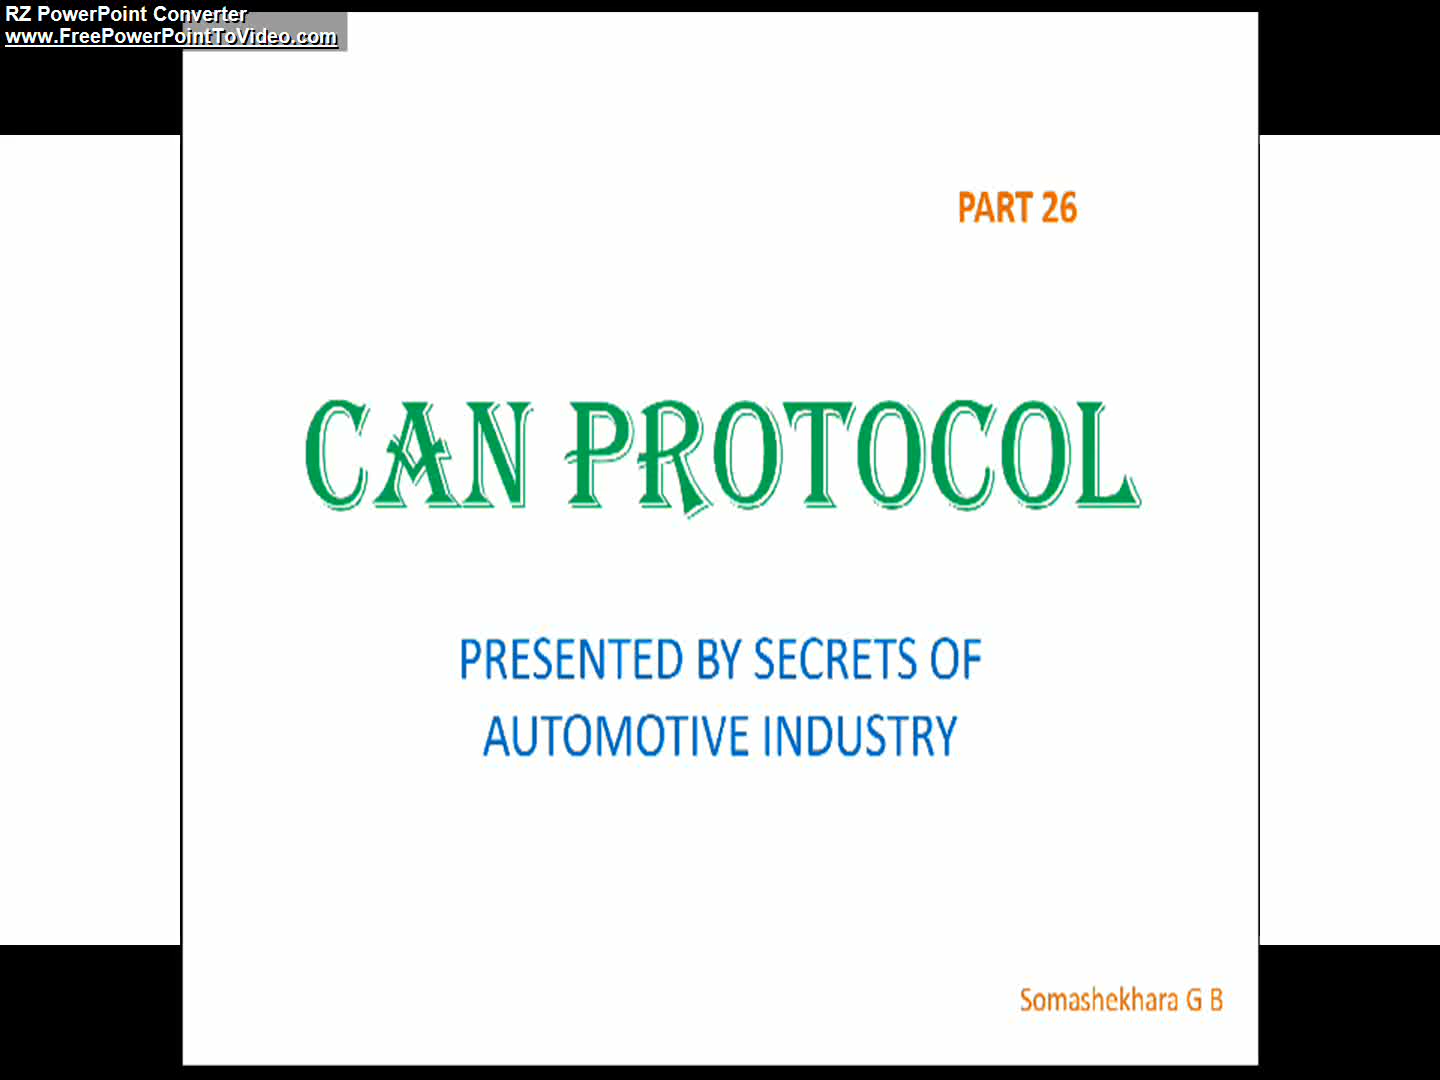 RZ PowerPoint Converter
www.FreePowerPointToVideo.com
PART 26
CAN PROTOCOL
PRESENTED BY SECRETS OF
AUTOMOTIVE INDUSTRY
Somashekhara G B